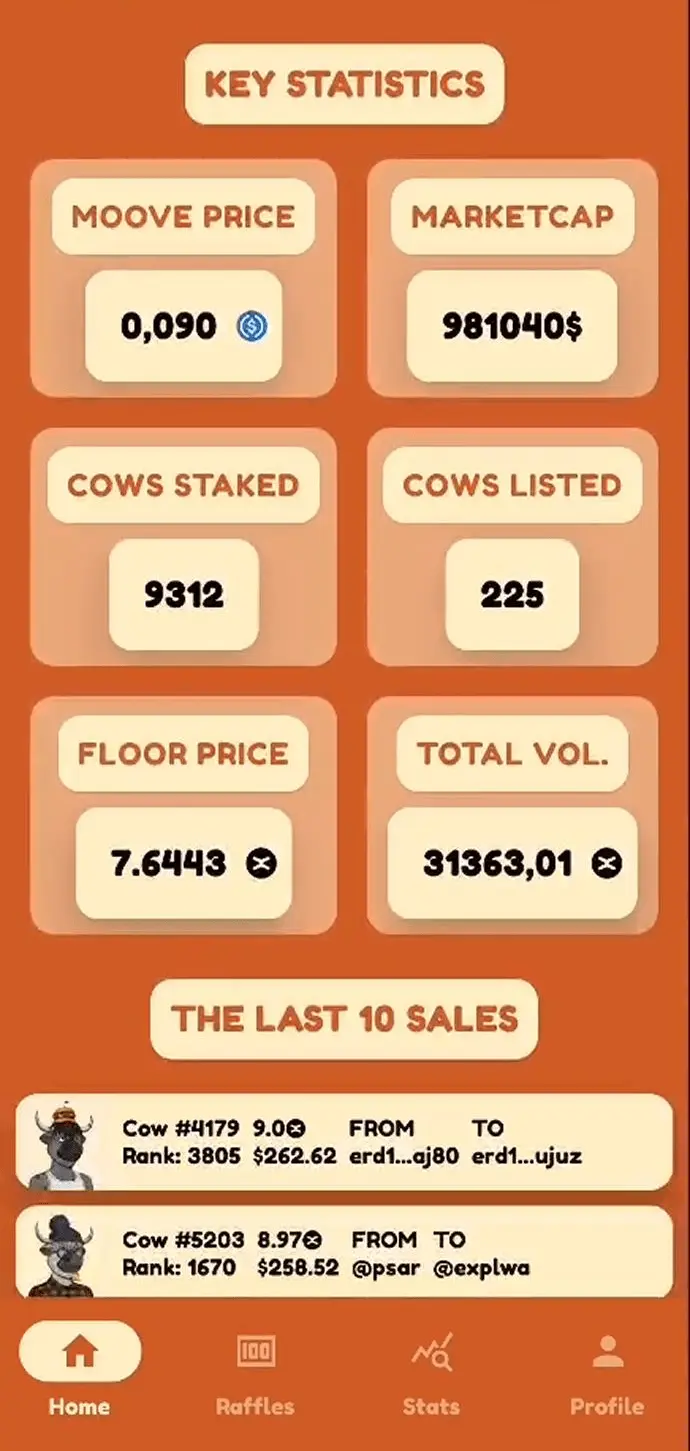 KEY STATISTICS
MOOVE PRICE
0,090
MARKETCAP
981040$
COWS STAKED
9312
COWS LISTED
225
FLOOR PRICE
7.6443
TOTAL VOL.
31363,01
THE LAST 10 SALES
Cow #4179 9.0 FROM TO
Rank: 3805 $262.62 erd1...aj80 erd1...ujuz
Cow #5203 8.97 FROM TO
Rank: 1670 $258.52 @psar @explwa
100
Home Raffles Stats Profile